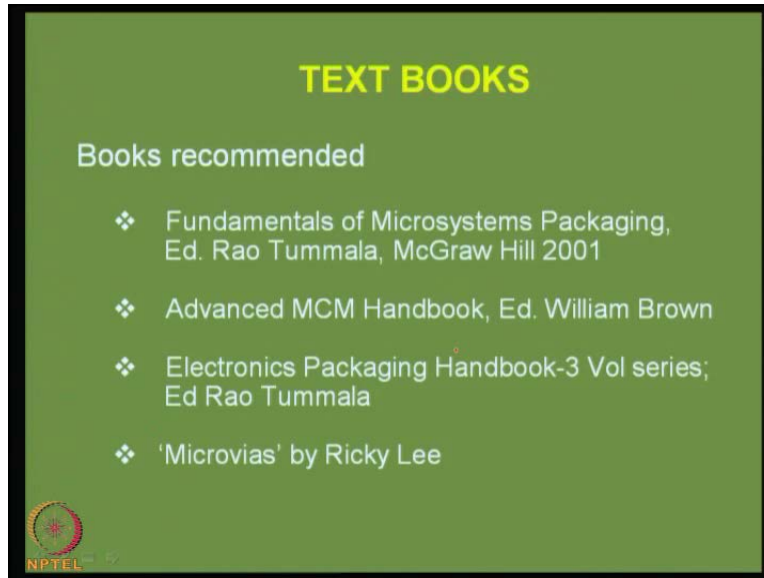 TEXT BOOKS
Books recommended
❖ Fundamentals of Microsystems Packaging,
Ed. Rao Tummala, McGraw Hill 2001
❖ Advanced MCM Handbook, Ed. William Brown
❖ Electronics Packaging Handbook-3 Vol series;
Ed Rao Tummala
❖ ‘Microvias’ by Ricky Lee
NPTEL